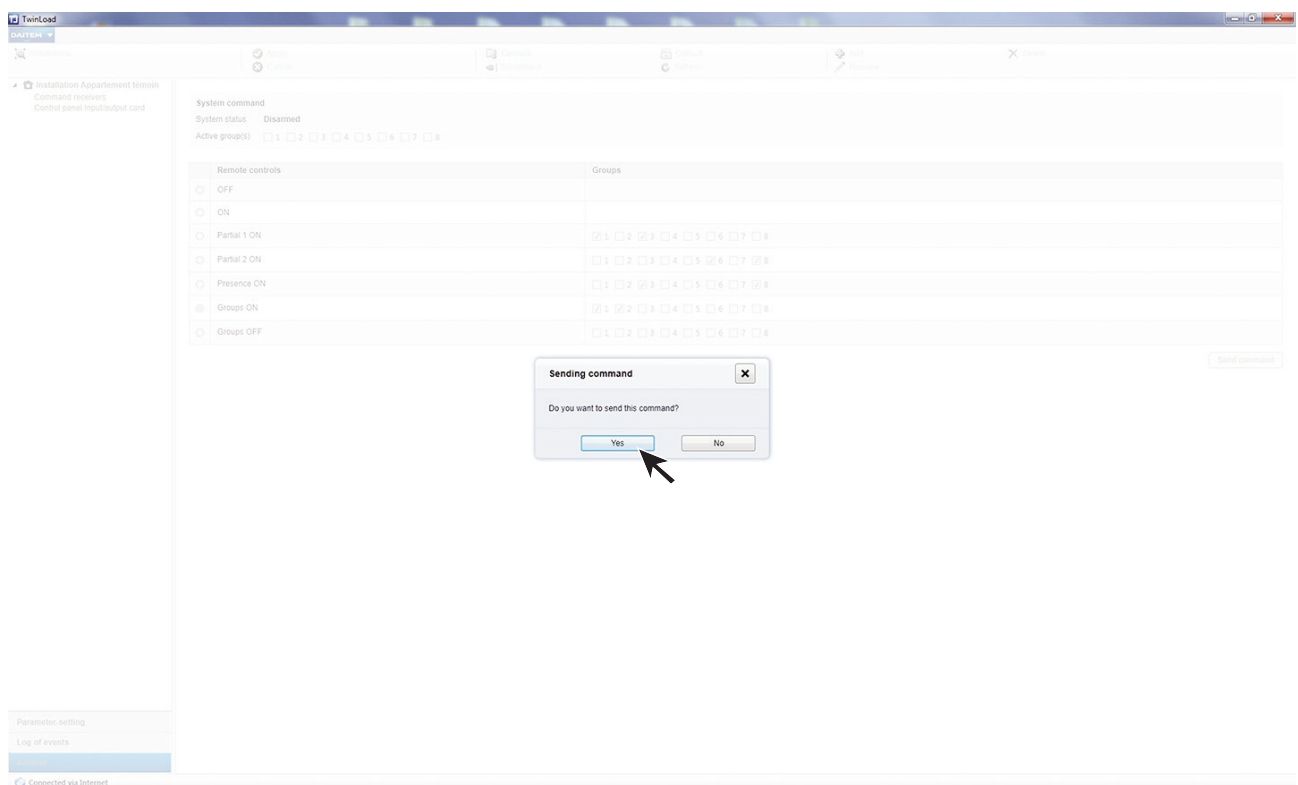 TwinLoad
DAITEM
Apply
Cancel
Refresh
Add
Delete
Installation Appartement témoin
Command receivers
Control panel input/output card
System command
System status Disarmed
Active group(s) 1 2 3 4 5 6 7 8
Remote controls Groups
OFF
ON
Partial 1 ON 1 2 3 4 5 6 7 8
Partial 2 ON 1 2 3 4 5 6 7 8
Presence ON 1 2 3 4 5 6 7 8
Groups ON 1 2 3 4 5 6 7 8
Groups OFF 1 2 3 4 5 6 7 8
Send command
Sending command
Do you want to send this command?
Yes No
Parameter-setting
Log of events
Connected via Internet